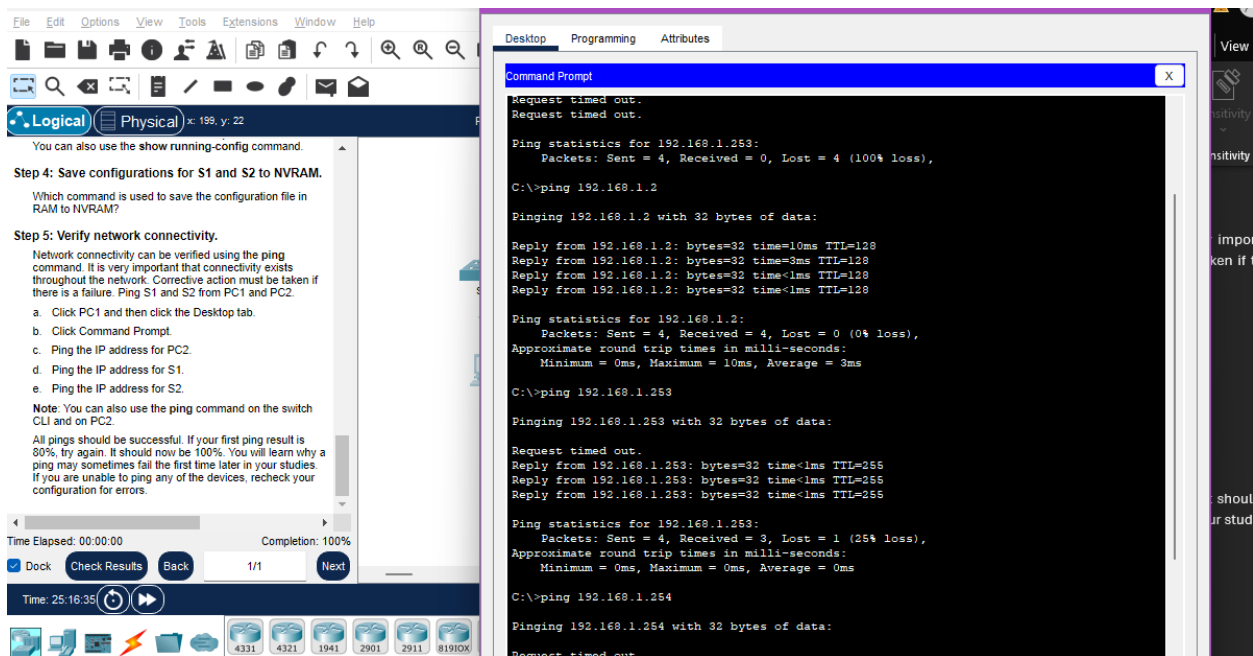 File Edit Options View Tools Extensions Window Help
Logical Physical x: 199, y: 22
You can also use the show running-config command.
Step 4: Save configurations for S1 and S2 to NVRAM.
Which command is used to save the configuration file in
RAM to NVRAM?
Step 5: Verify network connectivity.
Network connectivity can be verified using the ping
command. It is very important that connectivity exists
throughout the network. Corrective action must be taken if
there is a failure. Ping S1 and S2 from PC1 and PC2.
a. Click PC1 and then click the Desktop tab.
b. Click Command Prompt.
c. Ping the IP address for PC2.
d. Ping the IP address for S1.
e. Ping the IP address for S2.
Note: You can also use the ping command on the switch
CLI and on PC2.
All pings should be successful. If your first ping result is
80%, try again. It should now be 100%. You will learn why a
ping may sometimes fail the first time later in your studies.
If you are unable to ping any of the devices, recheck your
configuration for errors.
Time Elapsed: 00:00:00 Completion: 100%
Dock Check Results Back 1/1 Next
Time: 25:16:35
4331 4321 1941 2901 2911 819IOX
Desktop Programming Attributes
Command Prompt X
Request timed out.
Request timed out.
Ping statistics for 192.168.1.253:
Packets: Sent = 4, Received = 0, Lost = 4 (100% loss),
C:\>ping 192.168.1.2
Pinging 192.168.1.2 with 32 bytes of data:
Reply from 192.168.1.2: bytes=32 time=10ms TTL=128
Reply from 192.168.1.2: bytes=32 time=3ms TTL=128
Reply from 192.168.1.2: bytes=32 time<1ms TTL=128
Reply from 192.168.1.2: bytes=32 time<1ms TTL=128
Ping statistics for 192.168.1.2:
Packets: Sent = 4, Received = 4, Lost = 0 (0% loss),
Approximate round trip times in milli-seconds:
Minimum = 0ms, Maximum = 10ms, Average = 3ms
C:\>ping 192.168.1.253
Pinging 192.168.1.253 with 32 bytes of data:
Request timed out.
Reply from 192.168.1.253: bytes=32 time<1ms TTL=255
Reply from 192.168.1.253: bytes=32 time<1ms TTL=255
Reply from 192.168.1.253: bytes=32 time<1ms TTL=255
Ping statistics for 192.168.1.253:
Packets: Sent = 4, Received = 3, Lost = 1 (25% loss),
Approximate round trip times in milli-seconds:
Minimum = 0ms, Maximum = 0ms, Average = 0ms
C:\>ping 192.168.1.254
Pinging 192.168.1.254 with 32 bytes of data:
Request timed out.
View
nsitivity
nsitivity
impor
ken if t
shoul
ur stud